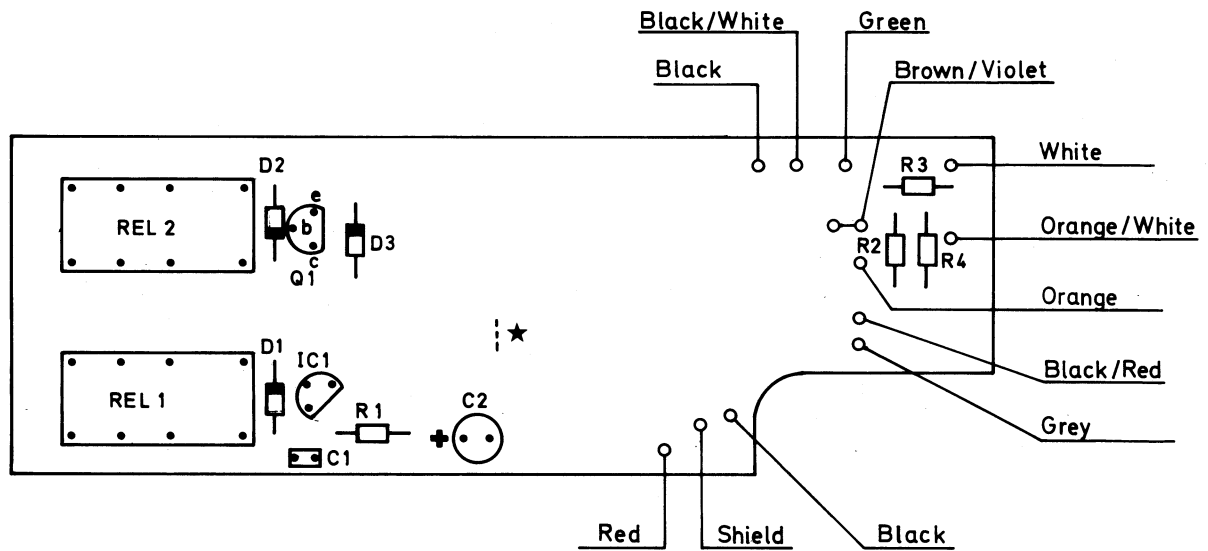 Black/White
Green
Black
Brown/Violet
White
D2
R3
e
REL 2
b
D3
Orange/White
c
R2
R4
Q1
Orange
★
D1
IC1
Black/Red
REL 1
R1
C2
+
Grey
C1
Red
Shield
Black